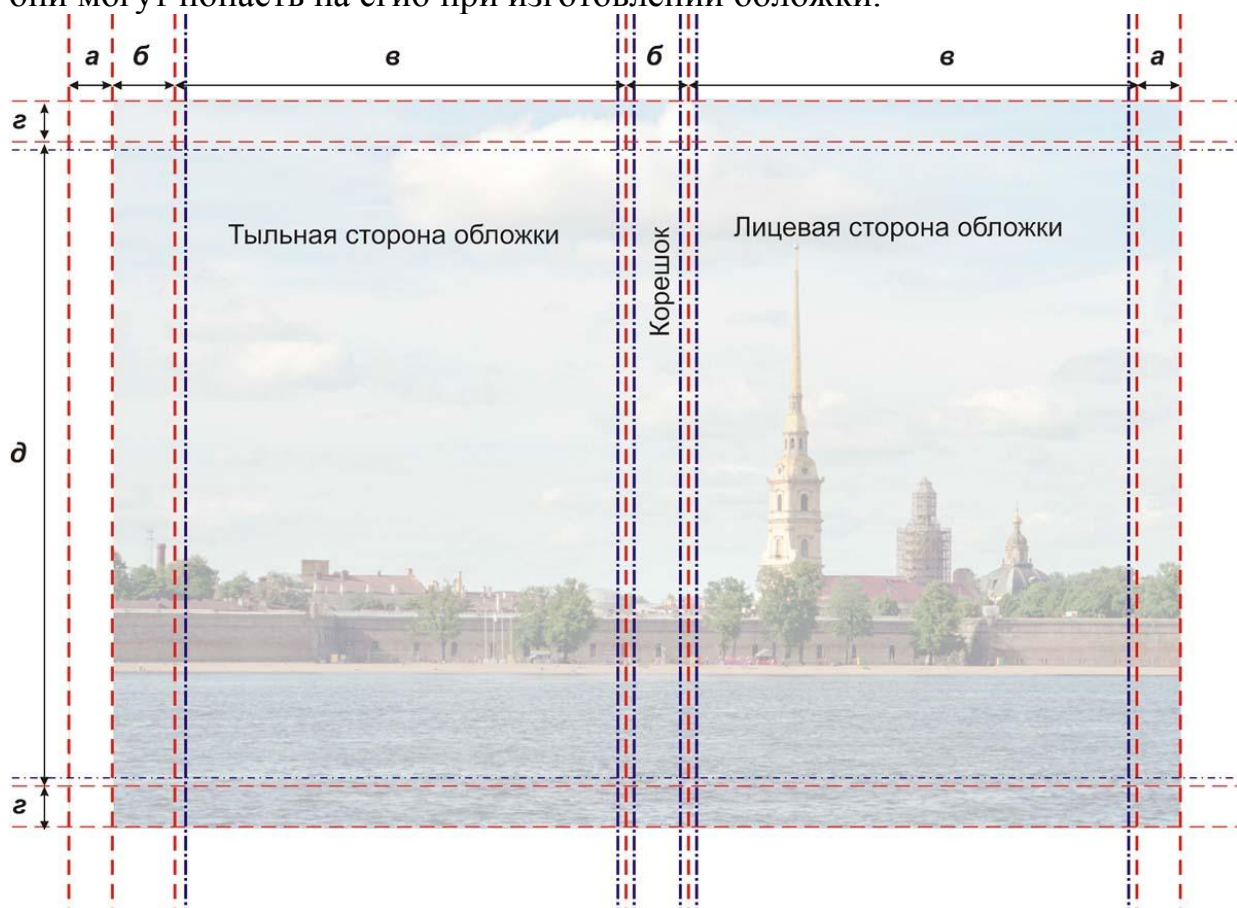 они могут попасть на сгиб при изготовлении обложки.
а б в б в а
г
Тыльная сторона обложки
Корешок
Лицевая сторона обложки
д
г